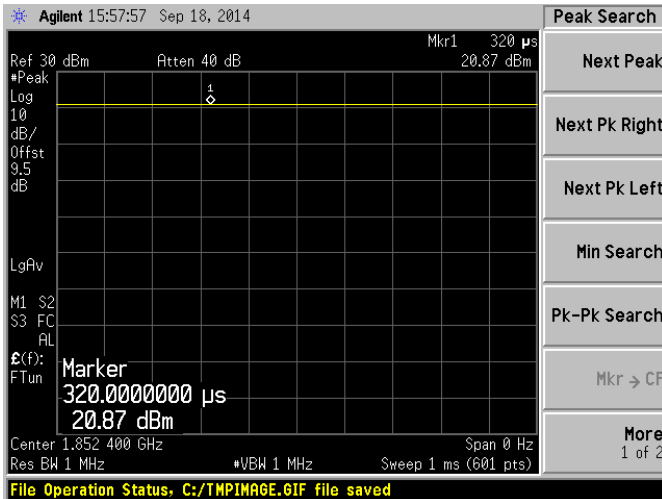 Agilent 15:57:57 Sep 18, 2014
Peak Search
Mkr1 320 µs
Ref 30 dBm Atten 40 dB 20.87 dBm
#Peak
Log
10
dB/
Offst
9.5
dB
1
LgAv
M1 S2
S3 FC
AL
£(f):
FTun
Marker
320.0000000 µs
20.87 dBm
Center 1.852 400 GHz Span 0 Hz
Res BW 1 MHz #VBW 1 MHz Sweep 1 ms (601 pts)
File Operation Status, C:/TMPIMAGE.GIF file saved
Next Peak
Next Pk Right
Next Pk Left
Min Search
Pk-Pk Search
Mkr → CF
More
1 of 2